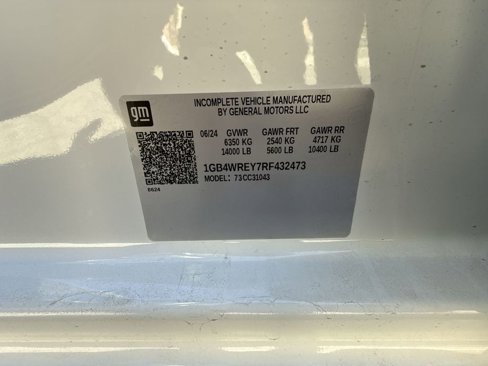 gm
INCOMPLETE VEHICLE MANUFACTURED
BY GENERAL MOTORS LLC
06/24 GVWR GAWR FRT GAWR RR
6350 KG 2540 KG 4717 KG
14000 LB 5600 LB 10400 LB
1GB4WREY7RF432473
MODEL: 73CC31043
E624